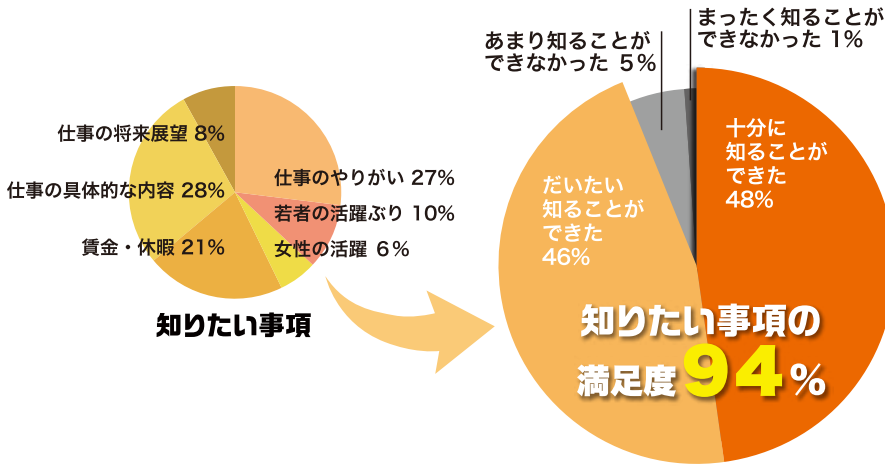 仕事の将来展望 8%
仕事の具体的な内容 28%
賃金・休暇 21%
仕事のやりがい 27%
若者の活躍ぶり 10%
女性の活躍 6%
知りたい事項
あまり知ることが
できなかった 5%
まったく知ることが
できなかった 1%
十分に
知ることが
できた
48%
だいたい
知ることが
できた
46%
知りたい事項の
満足度94%